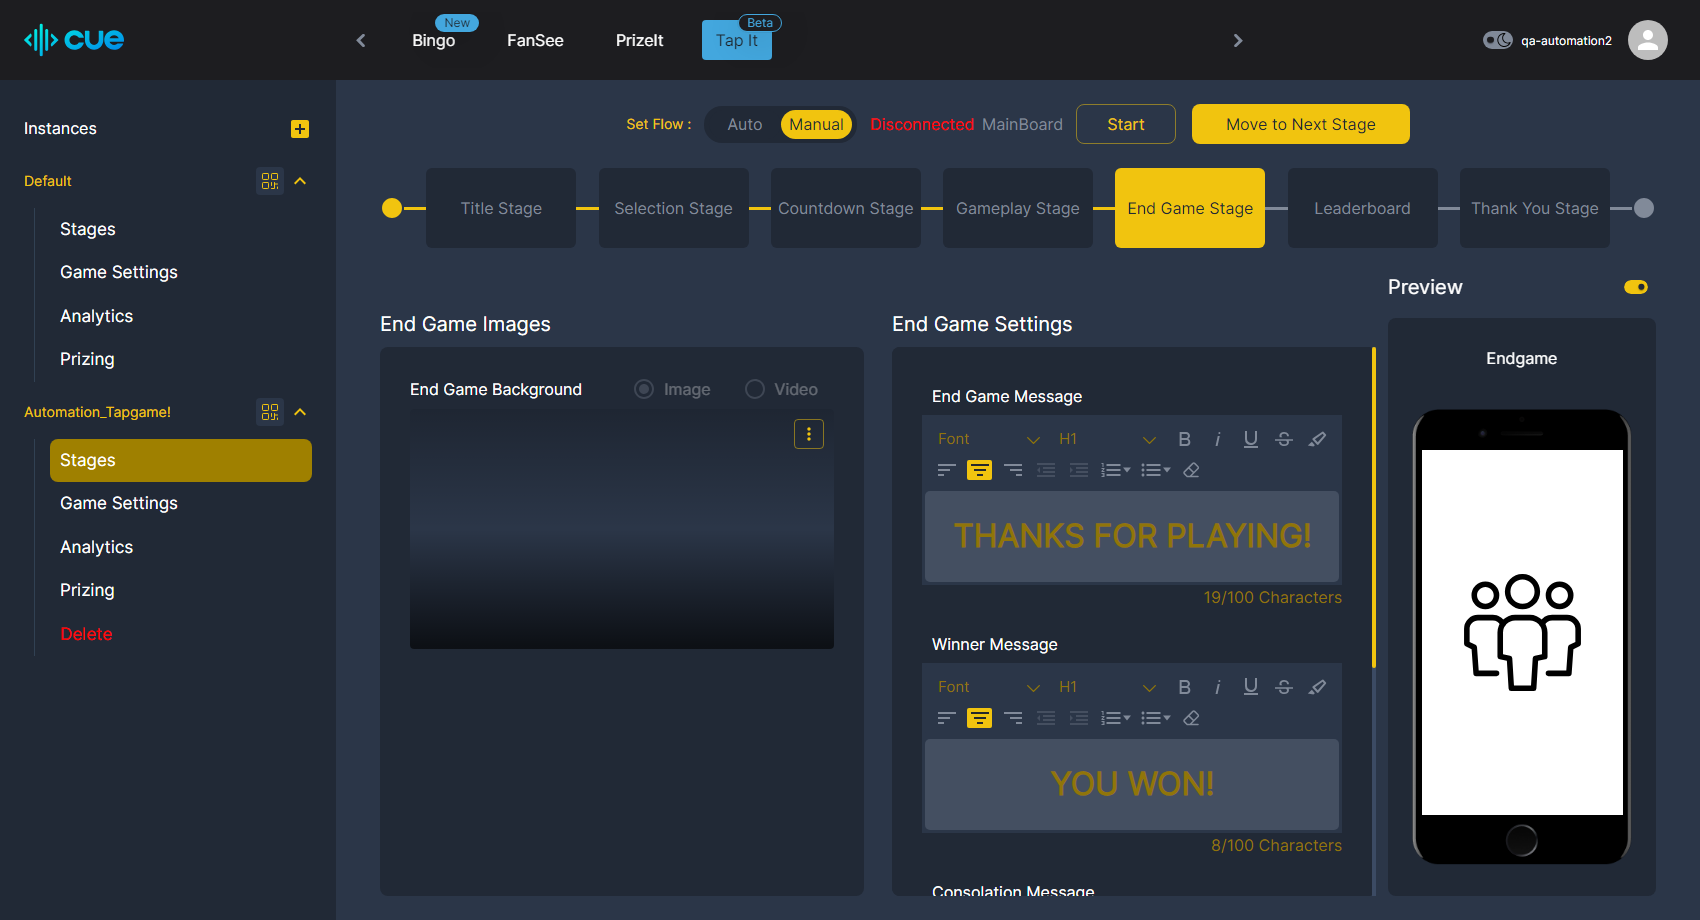 cue
New
Bingo
FanSee
PrizeIt
Beta
Tap It
qa-automation2
Instances
Default
Stages
Game Settings
Analytics
Prizing
Automation_Tapgame!
Stages
Game Settings
Analytics
Prizing
Delete
Set Flow :
Auto
Manual
Disconnected MainBoard
Start
Move to Next Stage
Title Stage
Selection Stage
Countdown Stage
Gameplay Stage
End Game Stage
Leaderboard
Thank You Stage
End Game Images
End Game Background
Image
Video
End Game Settings
End Game Message
Font
H1
THANKS FOR PLAYING!
19/100 Characters
Winner Message
Font
H1
YOU WON!
8/100 Characters
Consolation Message
Preview
Endgame